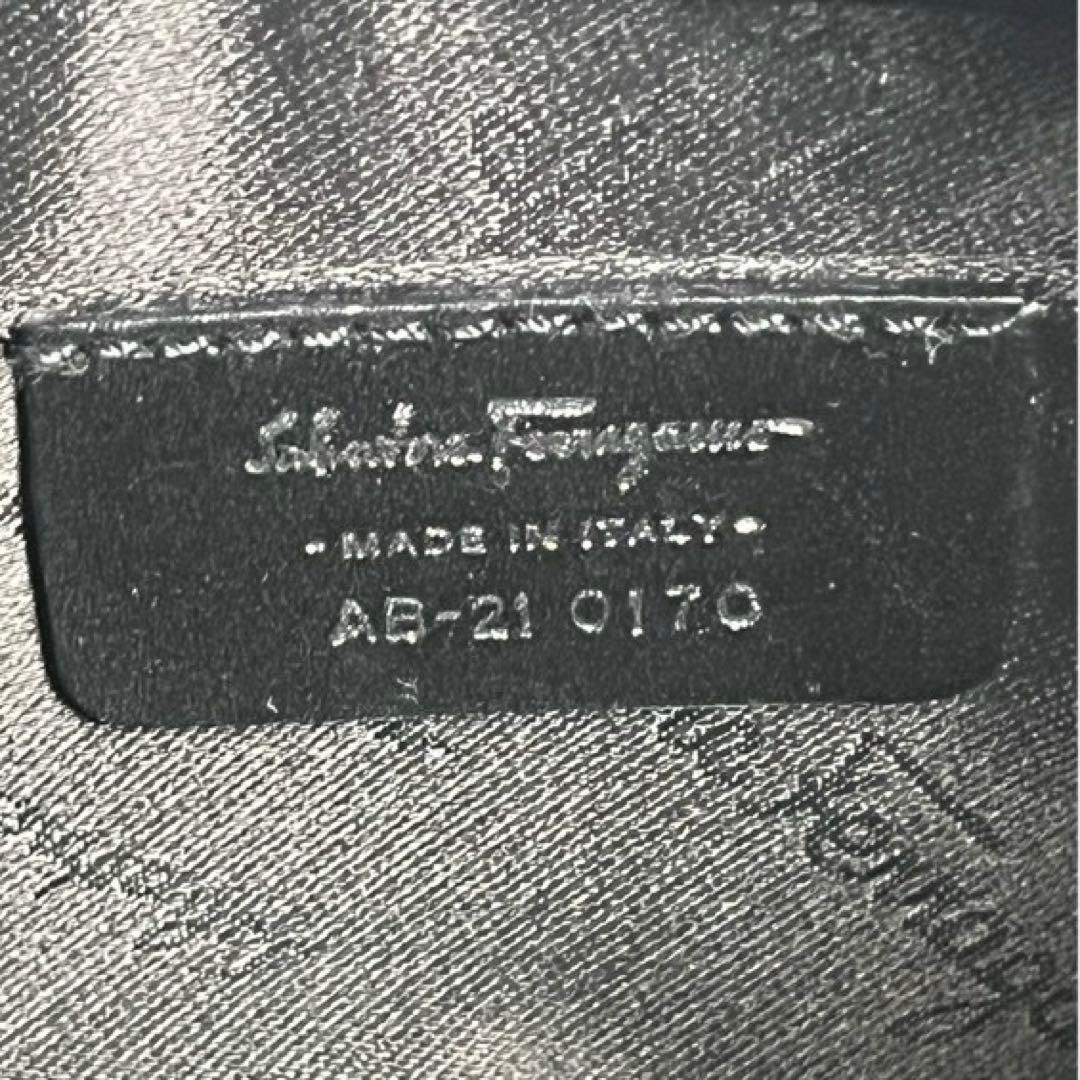 Salvatore Ferragamo
•MADE IN ITALY•
AB-21 0170